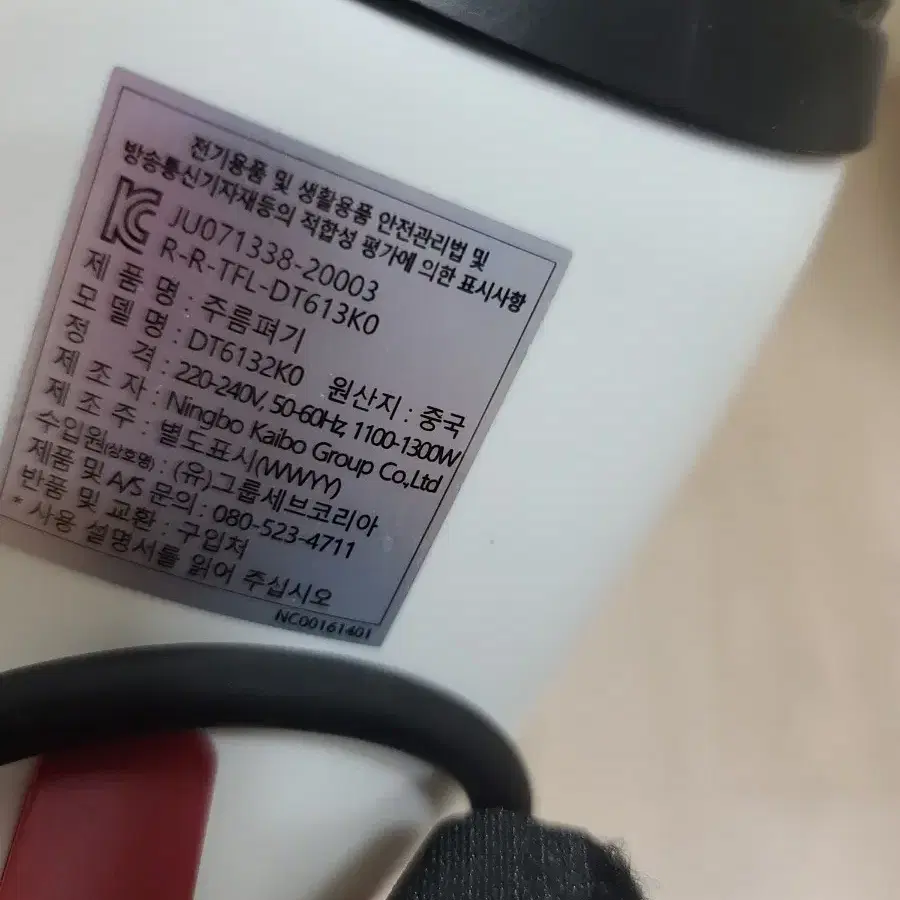 전기용품 및 생활용품 안전관리법 및
방송통신기자재등의 적합성 평가에 의한 표시사항
JU071338-20003
R-R-TFL-DT613K0
제 품 명 : 주름펴기
모 델 명 : DT6132K0 원산지 : 중국
정 격 : 220-240V, 50-60Hz, 1100-1300W
제 조 자 : Ningbo Kaibo Group Co.,Ltd
제 조 주 : 별도표시(WWYY)
수입원(상호명) : (유)그룹세브코리아
제품 및 A/S 문의 : 080-523-4711
반품 및 교환 : 구입처
* 사용 설명서를 읽어 주십시오
NC00161401